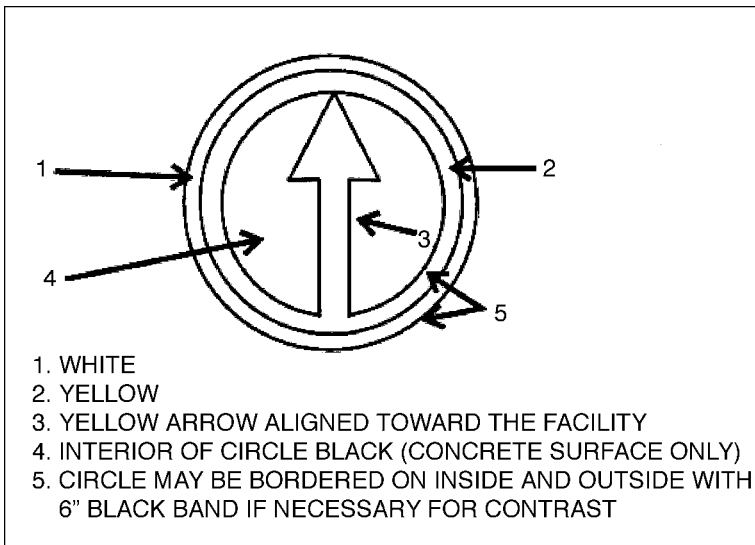 1
2
3
4
5
1. WHITE
2. YELLOW
3. YELLOW ARROW ALIGNED TOWARD THE FACILITY
4. INTERIOR OF CIRCLE BLACK (CONCRETE SURFACE ONLY)
5. CIRCLE MAY BE BORDERED ON INSIDE AND OUTSIDE WITH
6" BLACK BAND IF NECESSARY FOR CONTRAST